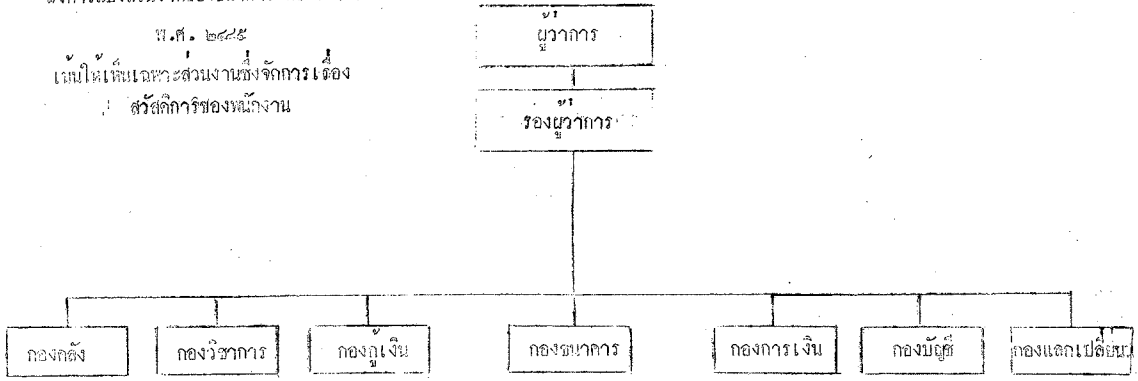 พ.ศ. ๒๔๘๕
เน้นให้เห็นเฉพาะส่วนงานซึ่งจัดการเรื่อง
สวัสดิการของพนักงาน
ผู้ว่าการ
รองผู้ว่าการ
กองคลัง
กองวิชาการ
กองกู้เงิน
กองธนาคาร
กองการเงิน
กองบัญชี
กองแลกเปลี่ยน